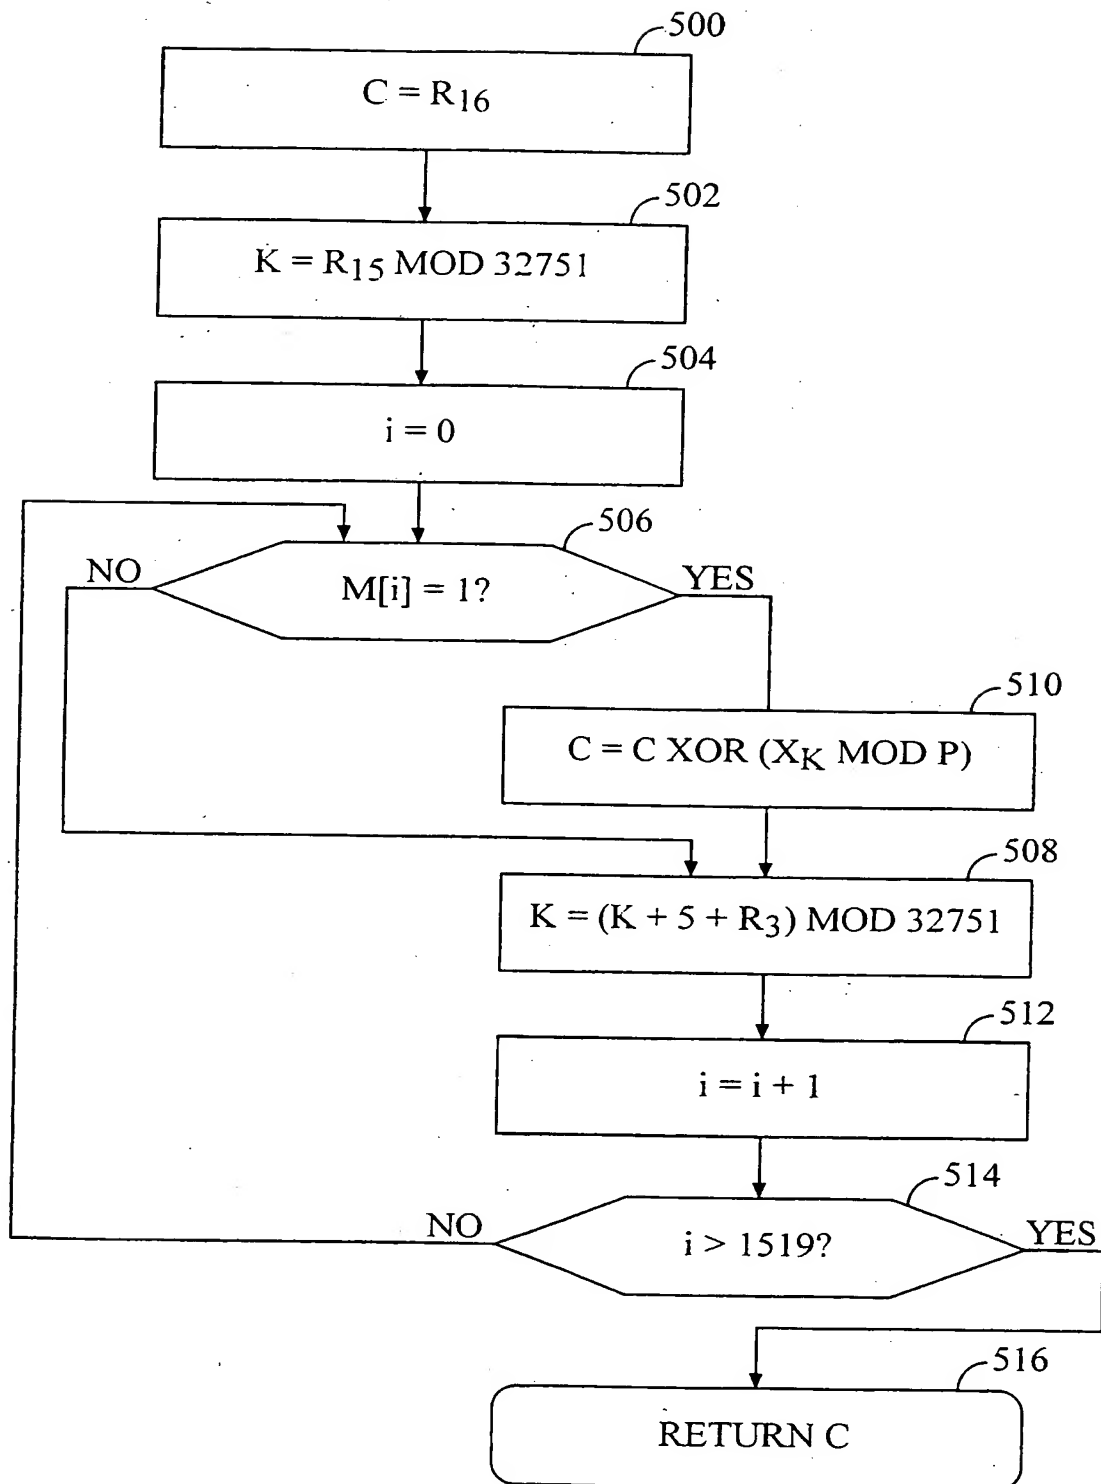 500
C = R16
502
K = R15 MOD 32751
504
i = 0
506
NO
M[i] = 1?
YES
510
C = C XOR (XK MOD P)
508
K = (K + 5 + R3) MOD 32751
512
i = i + 1
514
NO
i > 1519?
YES
516
RETURN C